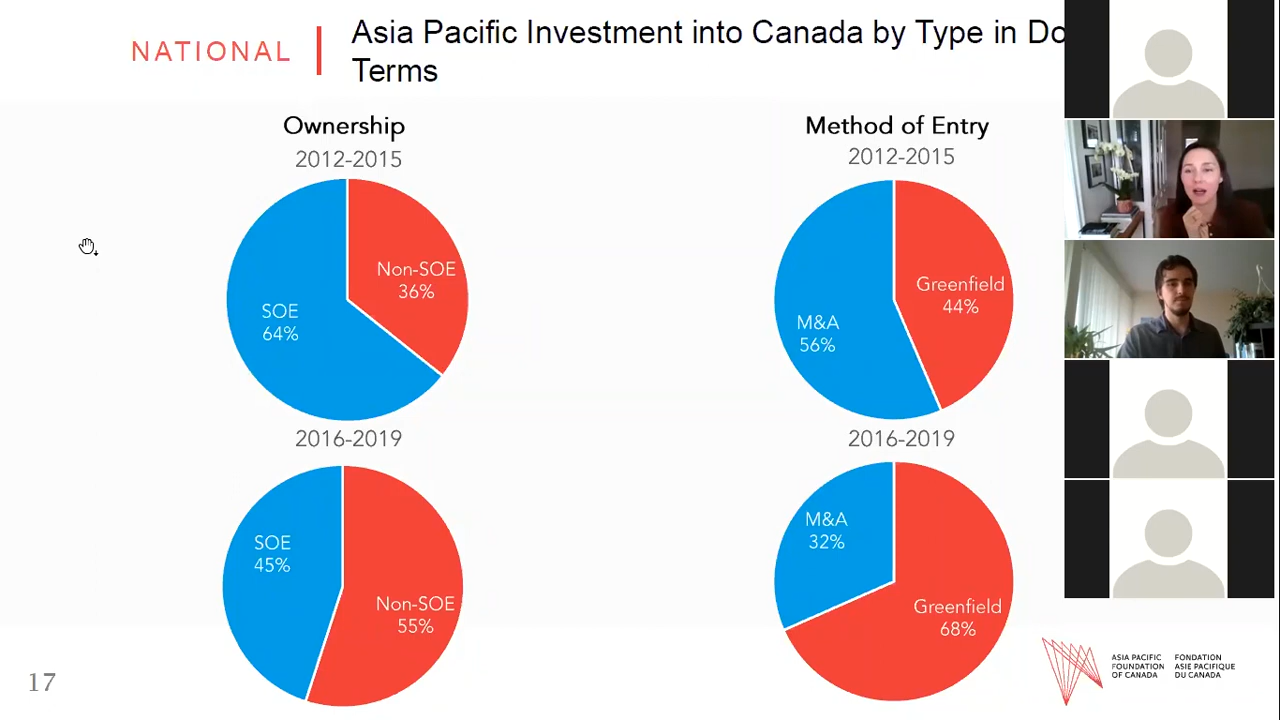 NATIONAL
Asia Pacific Investment into Canada by Type in Do
Terms
Ownership
2012-2015
Non-SOE
36%
SOE
64%
2016-2019
SOE
45%
Non-SOE
55%
Method of Entry
2012-2015
Greenfield
44%
M&A
56%
2016-2019
M&A
32%
Greenfield
68%
17
ASIA PACIFIC
FOUNDATION
OF CANADA
FONDATION
ASIE PACIFIQUE
DU CANADA